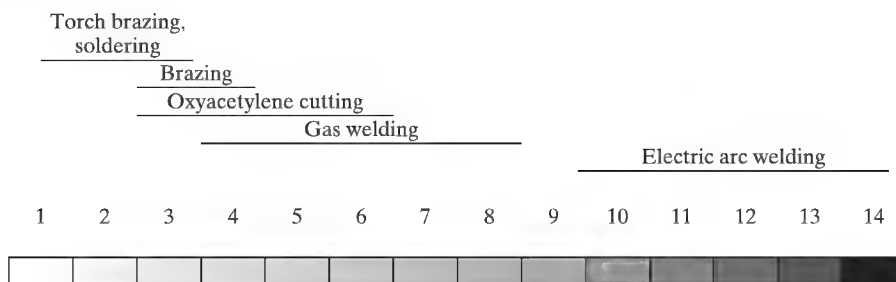 Torch brazing,
soldering
Brazing
Oxyacetylene cutting
Gas welding
Electric arc welding
1 2 3 4 5 6 7 8 9 10 11 12 13 14